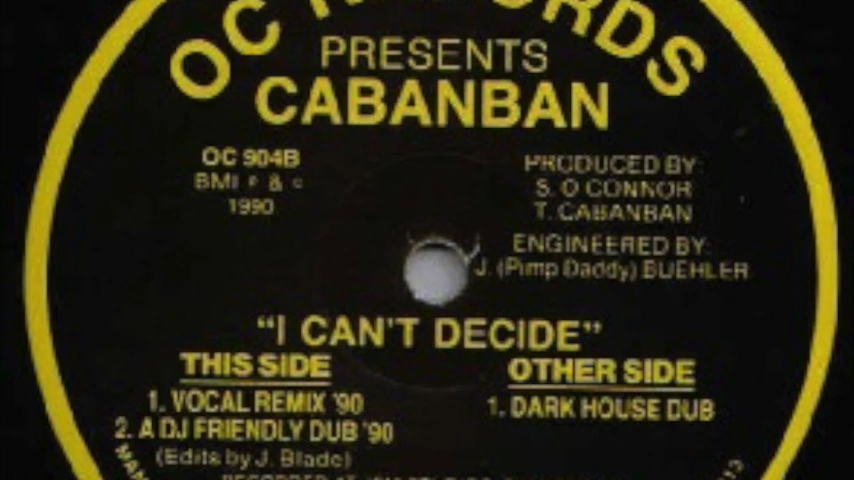 OC RECORDS
PRESENTS
CABANBAN
OC 904B
BMI P & C
1990
PRODUCED BY:
S. O CONNOR
T. CABANBAN
ENGINEERED BY:
J. (Pimp Daddy) BUEHLER
"I CAN'T DECIDE"
THIS SIDE
1. VOCAL REMIX '90
2. A DJ FRIENDLY DUB '90
(Edits by J. Blade)
OTHER SIDE
1. DARK HOUSE DUB